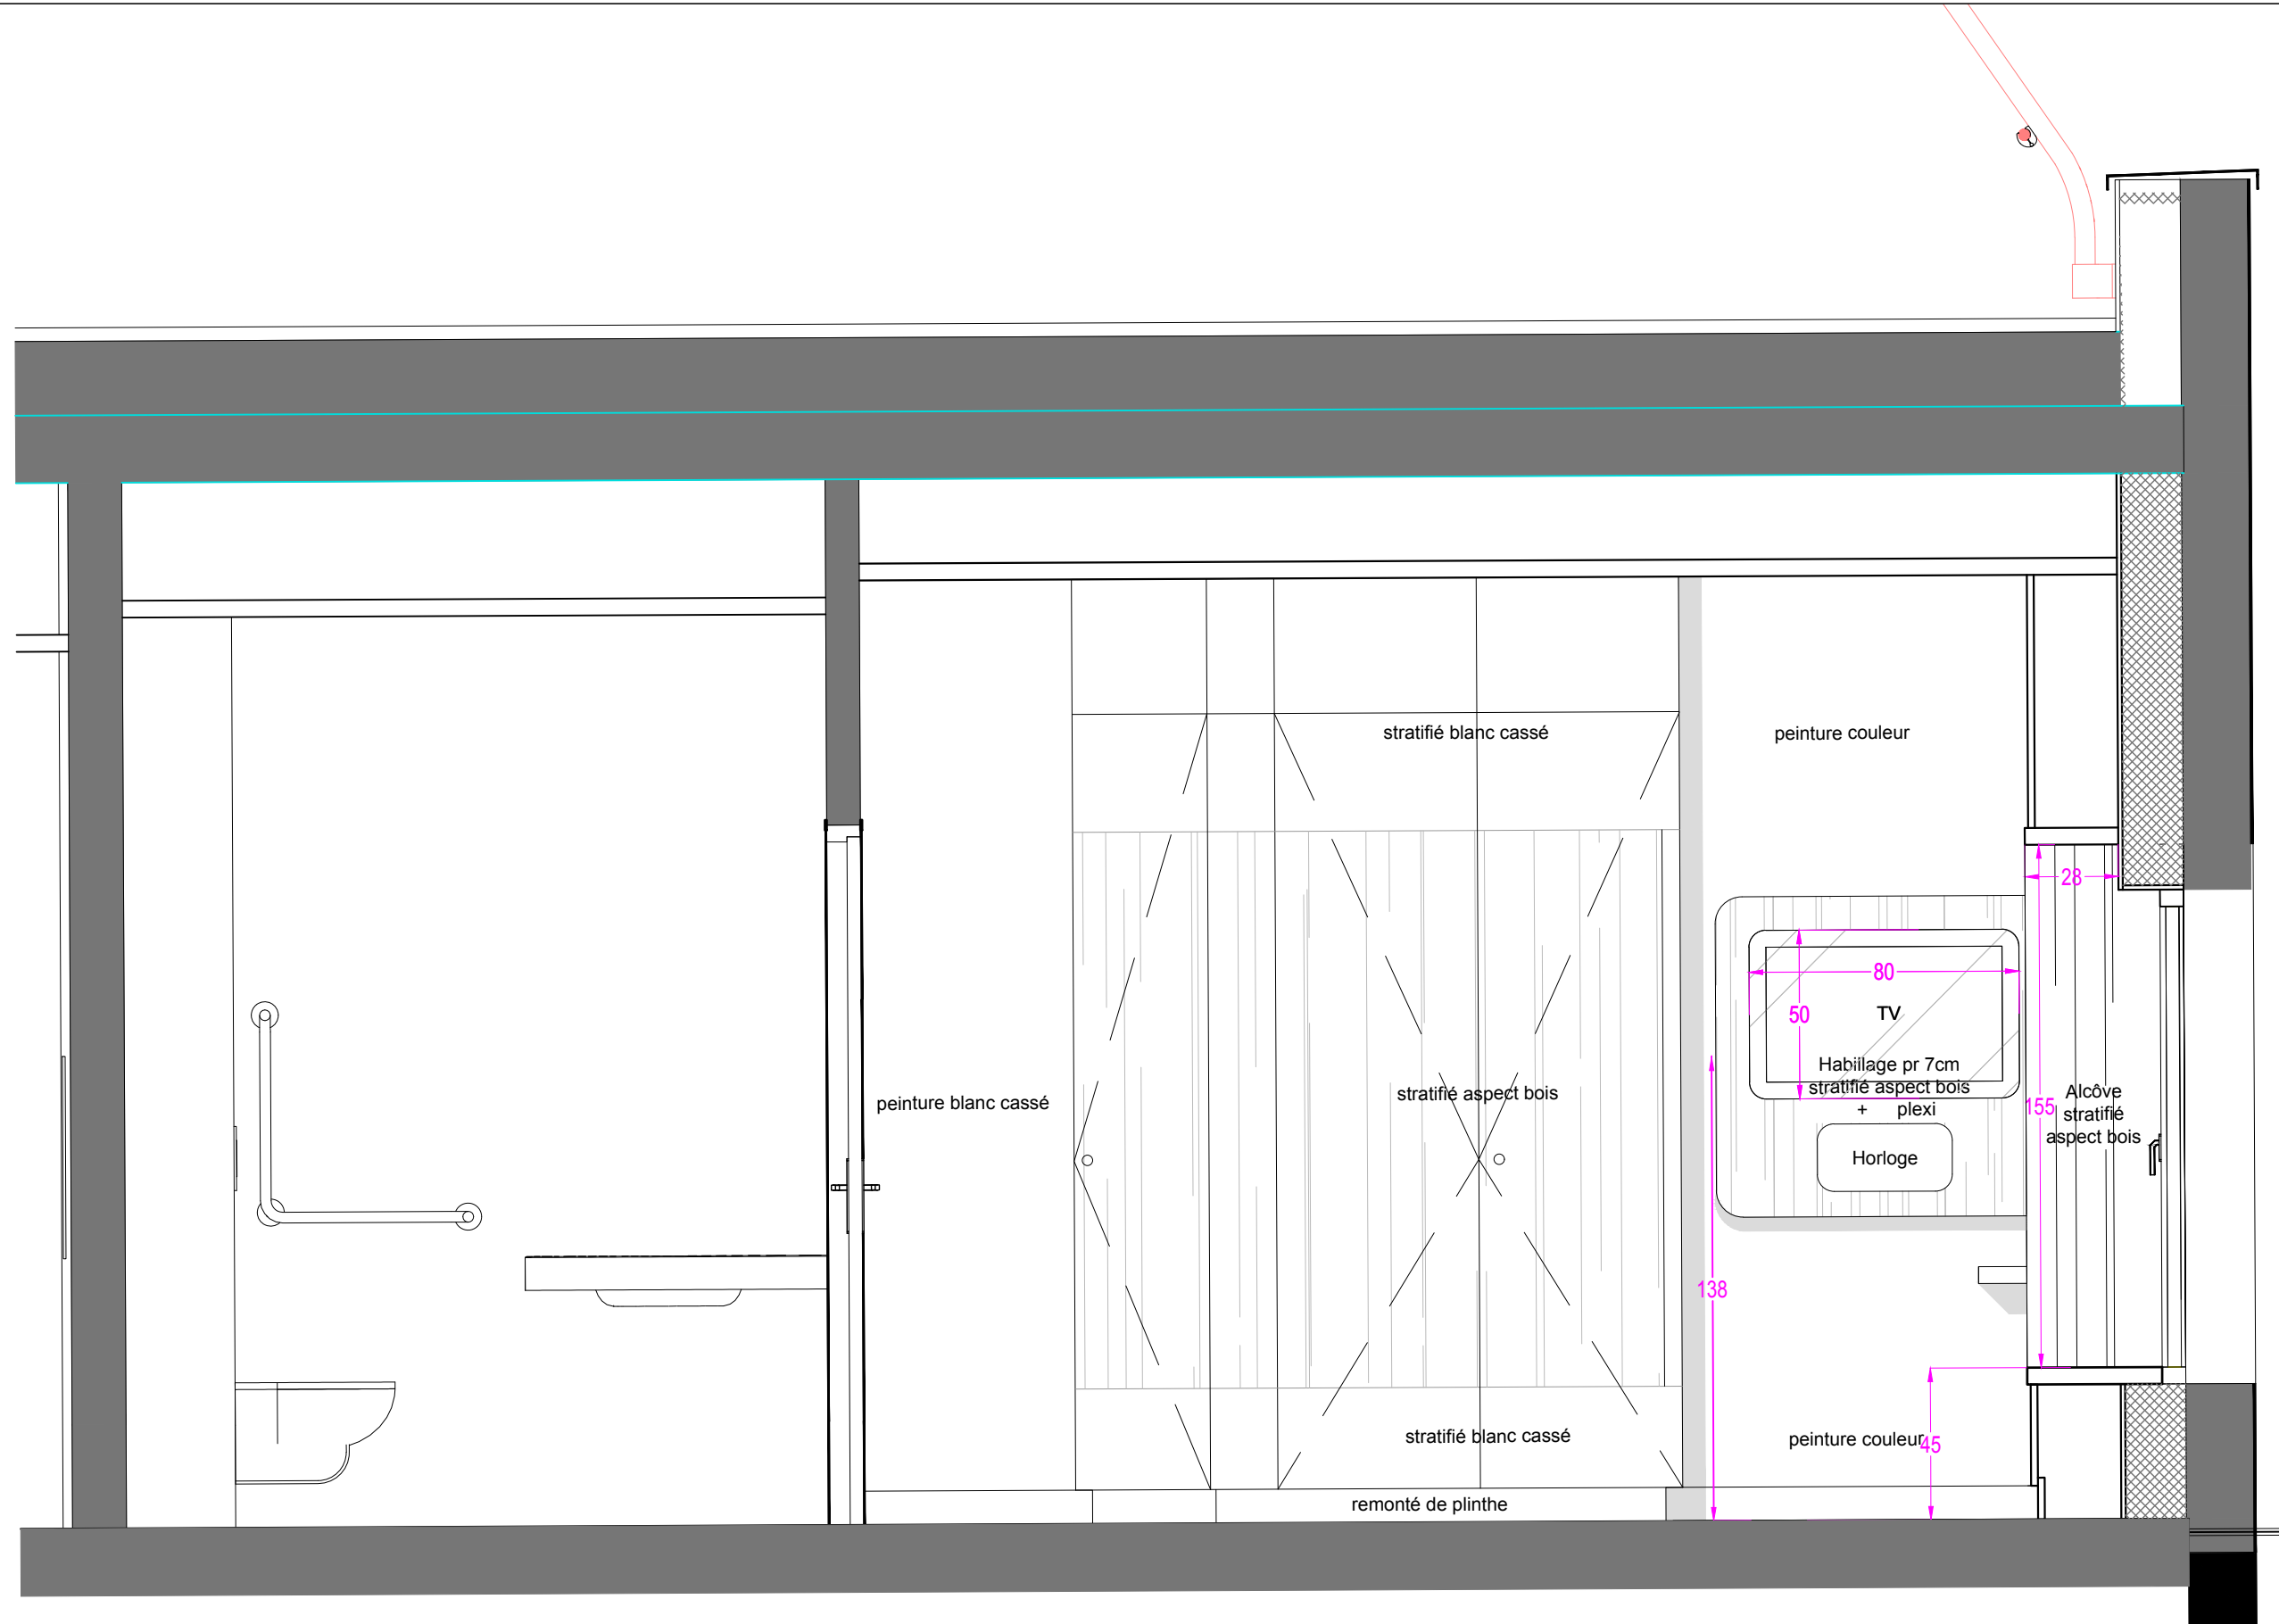 stratifié blanc cassé
peinture couleur
28
80
50
TV
Habillage pr 7cm
stratifié aspect bois
+ plexi
Horloge
155
Alcôve
stratifié
aspect bois
peinture blanc cassé
stratifié aspect bois
138
stratifié blanc cassé
peinture couleur
45
remonté de plinthe